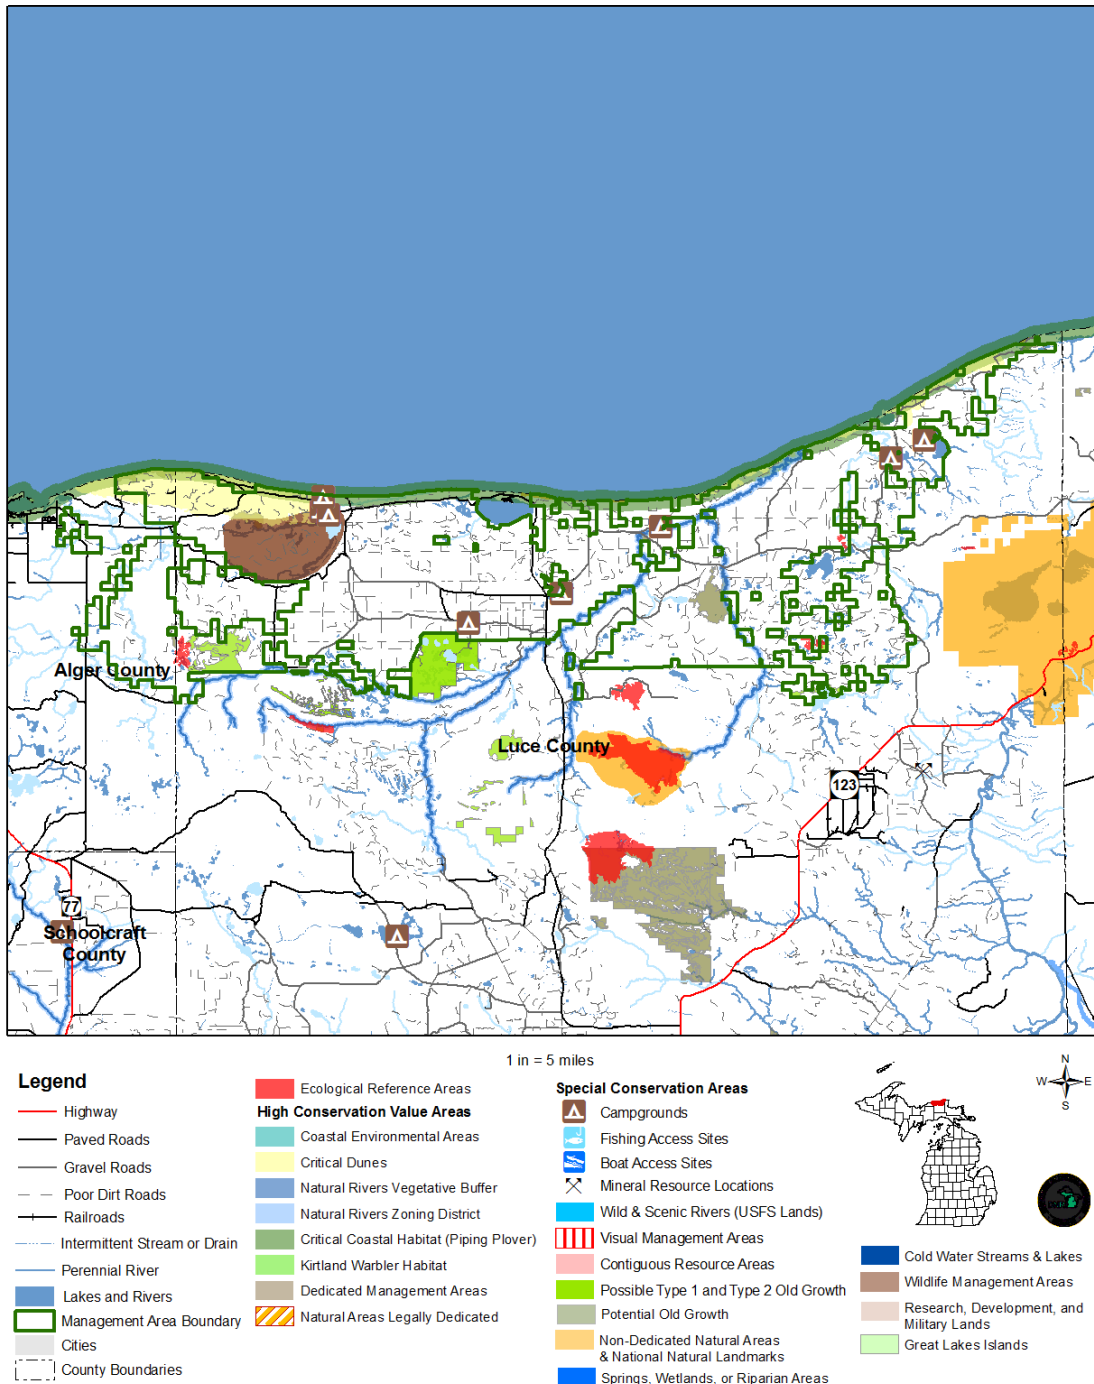 Alger County
Luce County
123
77
Schoolcraft
County
1 in = 5 miles
Legend
Highway
Paved Roads
Gravel Roads
Poor Dirt Roads
Railroads
Intermittent Stream or Drain
Perennial River
Lakes and Rivers
Management Area Boundary
Cities
County Boundaries
Ecological Reference Areas
High Conservation Value Areas
Coastal Environmental Areas
Critical Dunes
Natural Rivers Vegetative Buffer
Natural Rivers Zoning District
Critical Coastal Habitat (Piping Plover)
Kirtland Warbler Habitat
Dedicated Management Areas
Natural Areas Legally Dedicated
Special Conservation Areas
Campgrounds
Fishing Access Sites
Boat Access Sites
Mineral Resource Locations
Wild & Scenic Rivers (USFS Lands)
Visual Management Areas
Contiguous Resource Areas
Possible Type 1 and Type 2 Old Growth
Potential Old Growth
Non-Dedicated Natural Areas
& National Natural Landmarks
Springs, Wetlands, or Riparian Areas
N
W E
S
Cold Water Streams & Lakes
Wildlife Management Areas
Research, Development, and
Military Lands
Great Lakes Islands